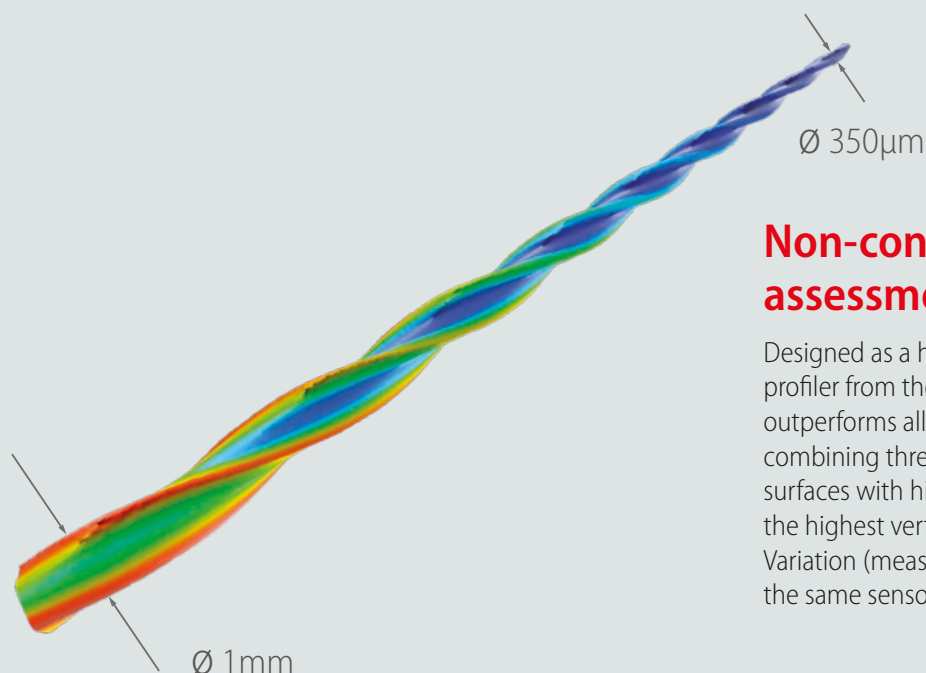 Ø 350µm
Non-con
assessme
Designed as a h
profiler from the
outperforms all
combining thre
surfaces with hi
the highest vert
Variation (meas
the same senso
Ø 1mm